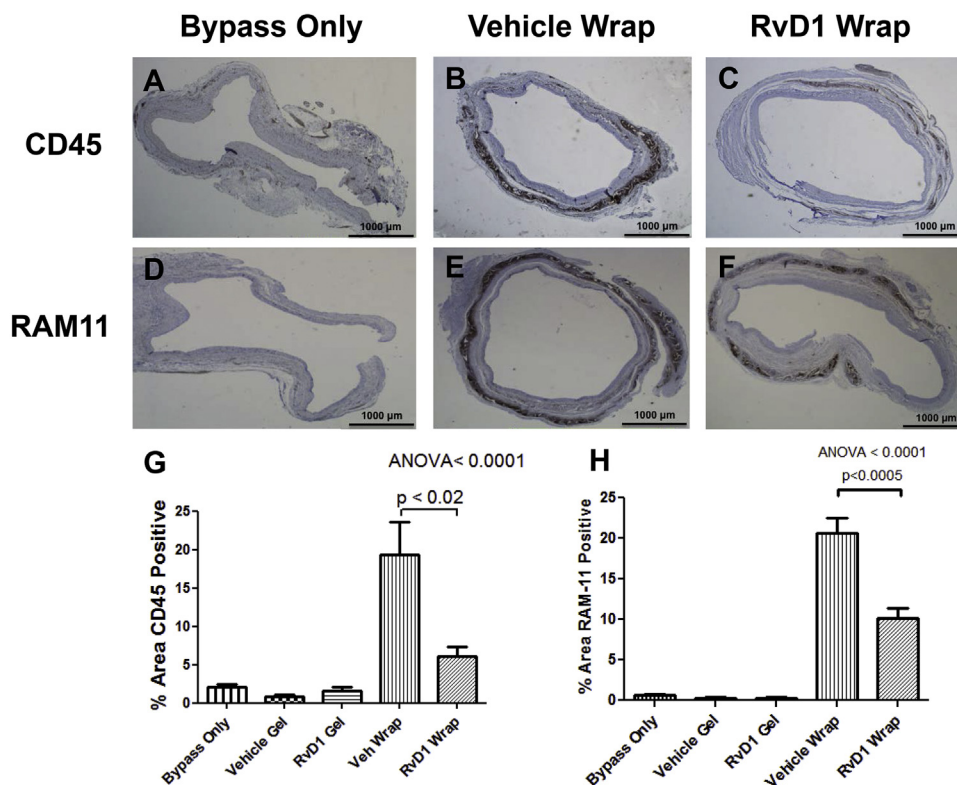 Bypass Only Vehicle Wrap RvD1 Wrap
CD45
A
1000 µm
B
1000 µm
C
1000 µm
RAM11
D
1000 µm
E
1000 µm
F
1000 µm
G
ANOVA< 0.0001
p < 0.02
% Area CD45 Positive
25
20
15
10
5
0
Bypass Only
Vehicle Gel
RvD1 Gel
Veh Wrap
RvD1 Wrap
H
ANOVA < 0.0001
p<0.0005
% Area RAM-11 Positive
25
20
15
10
5
0
Bypass Only
Vehicle Gel
RvD1 Gel
Vehicle Wrap
RvD1 Wrap